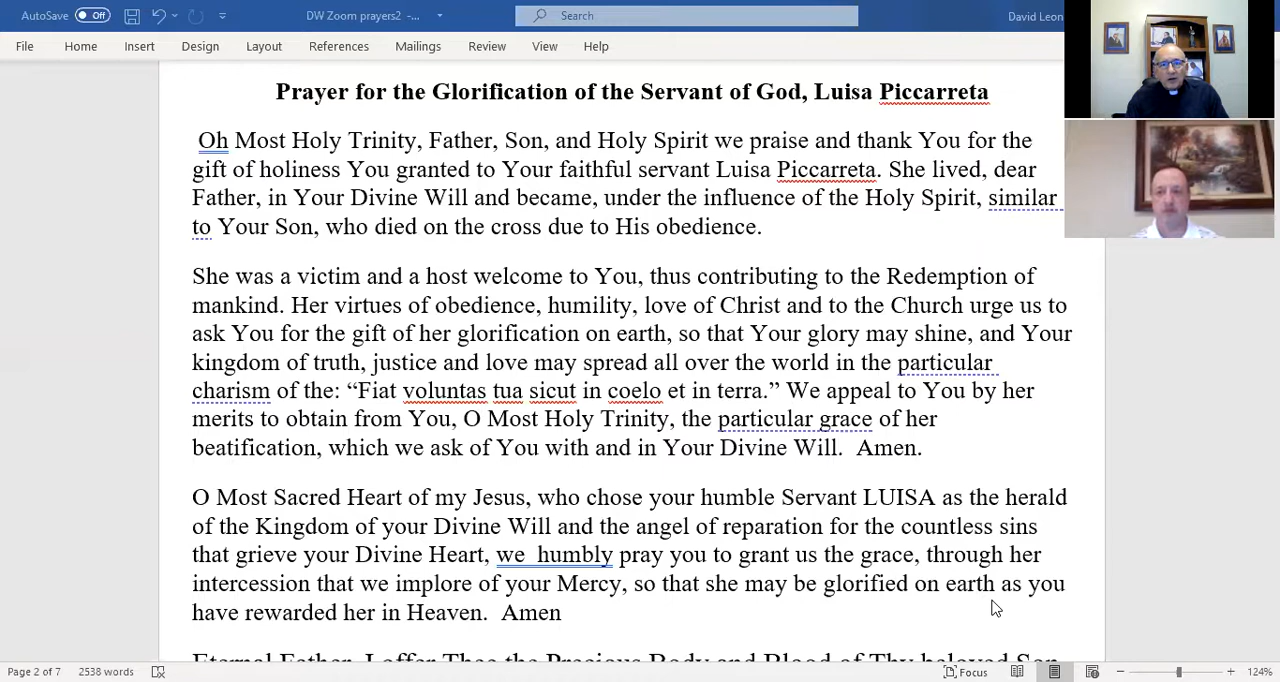 AutoSave Off DW Zoom prayers2 -... Search David Leon
File Home Insert Design Layout References Mailings Review View Help
Prayer for the Glorification of the Servant of God, Luisa Piccarreta
Oh Most Holy Trinity, Father, Son, and Holy Spirit we praise and thank You for the
gift of holiness You granted to Your faithful servant Luisa Piccarreta. She lived, dear
Father, in Your Divine Will and became, under the influence of the Holy Spirit, similar
to Your Son, who died on the cross due to His obedience.
She was a victim and a host welcome to You, thus contributing to the Redemption of
mankind. Her virtues of obedience, humility, love of Christ and to the Church urge us to
ask You for the gift of her glorification on earth, so that Your glory may shine, and Your
kingdom of truth, justice and love may spread all over the world in the particular
charism of the: “Fiat voluntas tua sicut in coelo et in terra.” We appeal to You by her
merits to obtain from You, O Most Holy Trinity, the particular grace of her
beatification, which we ask of You with and in Your Divine Will.  Amen.
O Most Sacred Heart of my Jesus, who chose your humble Servant LUISA as the herald
of the Kingdom of your Divine Will and the angel of reparation for the countless sins
that grieve your Divine Heart, we  humbly pray you to grant us the grace, through her
intercession that we implore of your Mercy, so that she may be glorified on earth as you
have rewarded her in Heaven.  Amen
Eternal Father, I offer Thee the Precious Body and Blood of Thy beloved Son
Page 2 of 7 2538 words Focus 124%